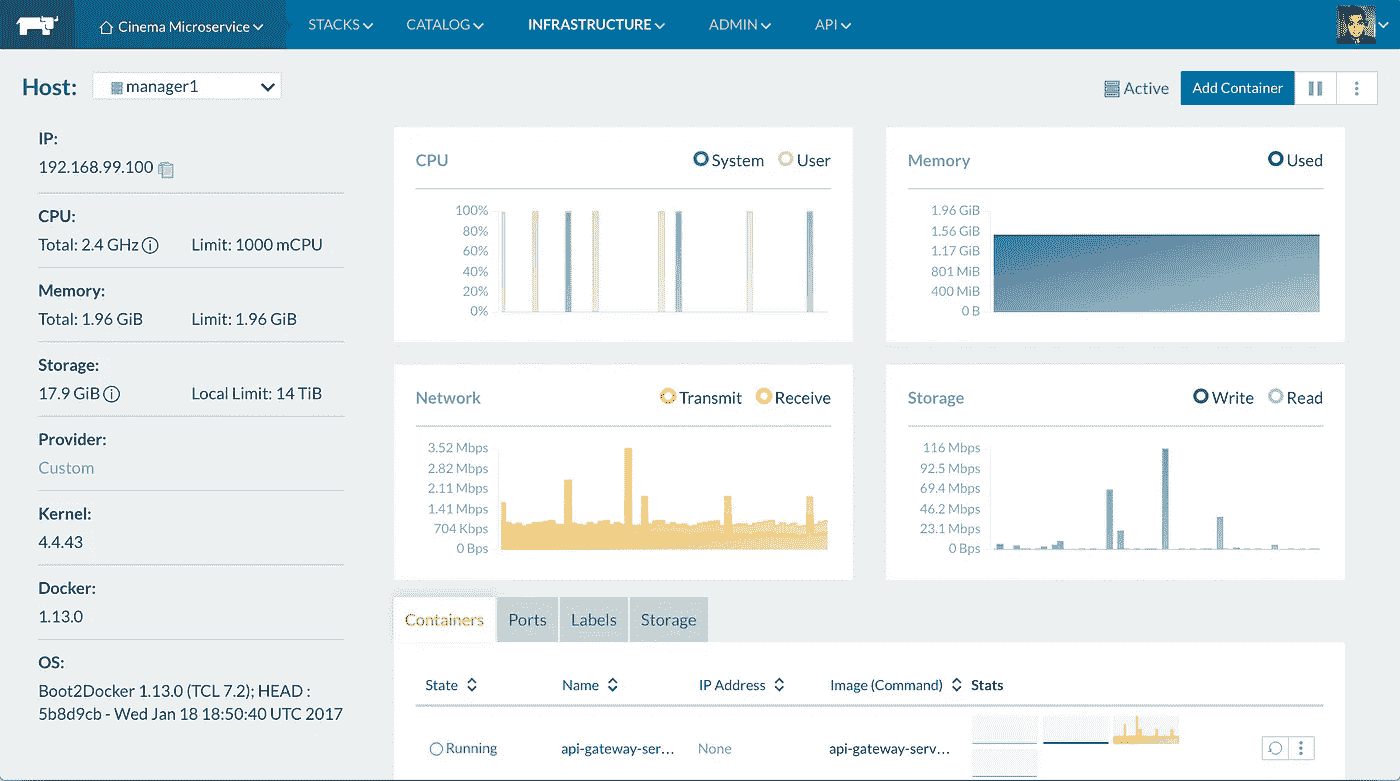 Cinema Microservice STACKS CATALOG INFRASTRUCTURE ADMIN API
Host: manager1 Active Add Container
IP:
192.168.99.100
CPU:
Total: 2.4 GHz Limit: 1000 mCPU
Memory:
Total: 1.96 GiB Limit: 1.96 GiB
Storage:
17.9 GiB Local Limit: 14 TiB
Provider:
Custom
Kernel:
4.4.43
Docker:
1.13.0
OS:
Boot2Docker 1.13.0 (TCL 7.2); HEAD :
5b8d9cb - Wed Jan 18 18:50:40 UTC 2017
CPU System User
100%
80%
60%
40%
20%
0%
Memory Used
1.96 GiB
1.56 GiB
1.17 GiB
801 MiB
400 MiB
0 B
Network Transmit Receive
3.52 Mbps
2.82 Mbps
2.11 Mbps
1.41 Mbps
704 Kbps
0 Bps
Storage Write Read
116 Mbps
92.5 Mbps
69.4 Mbps
46.2 Mbps
23.1 Mbps
0 Bps
Containers Ports Labels Storage
State Name IP Address Image (Command) Stats
Running api-gateway-ser... None api-gateway-serv...